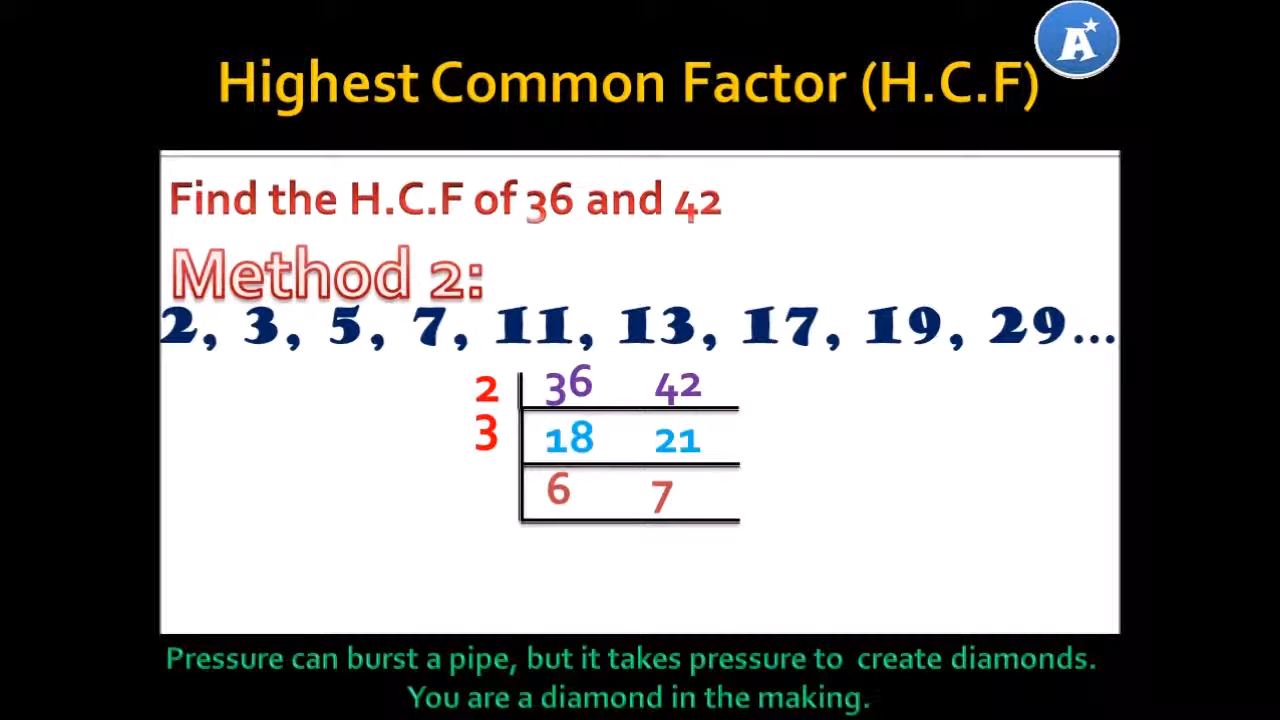 A
Highest Common Factor (H.C.F)
Find the H.C.F of 36 and 42
Method 2:
2, 3, 5, 7, 11, 13, 17, 19, 29...
2 36 42
3 18 21
6 7
Pressure can burst a pipe, but it takes pressure to create diamonds.
You are a diamond in the making.